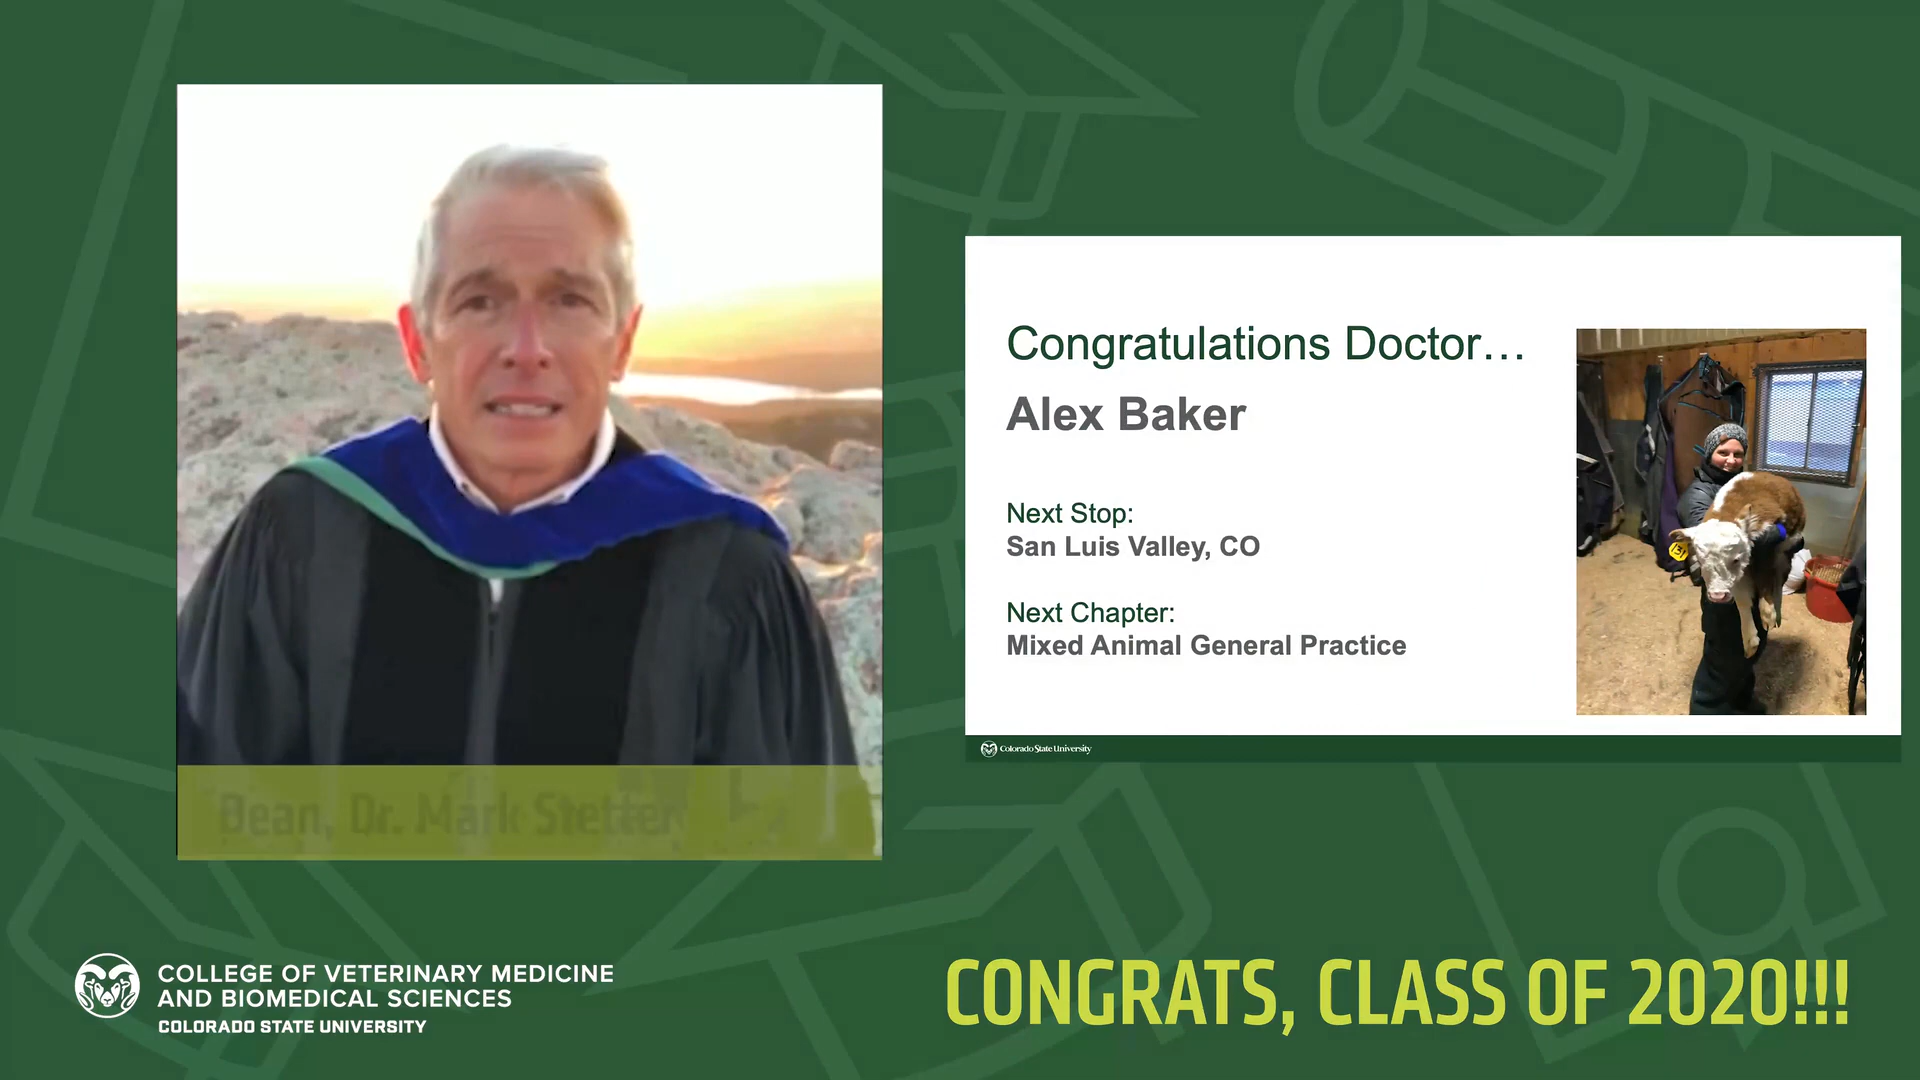 Dean, Dr. Mark Stetter
Congratulations Doctor…
Alex Baker
Next Stop:
San Luis Valley, CO
Next Chapter:
Mixed Animal General Practice
Colorado State University
COLLEGE OF VETERINARY MEDICINE
AND BIOMEDICAL SCIENCES
COLORADO STATE UNIVERSITY
CONGRATS, CLASS OF 2020!!!